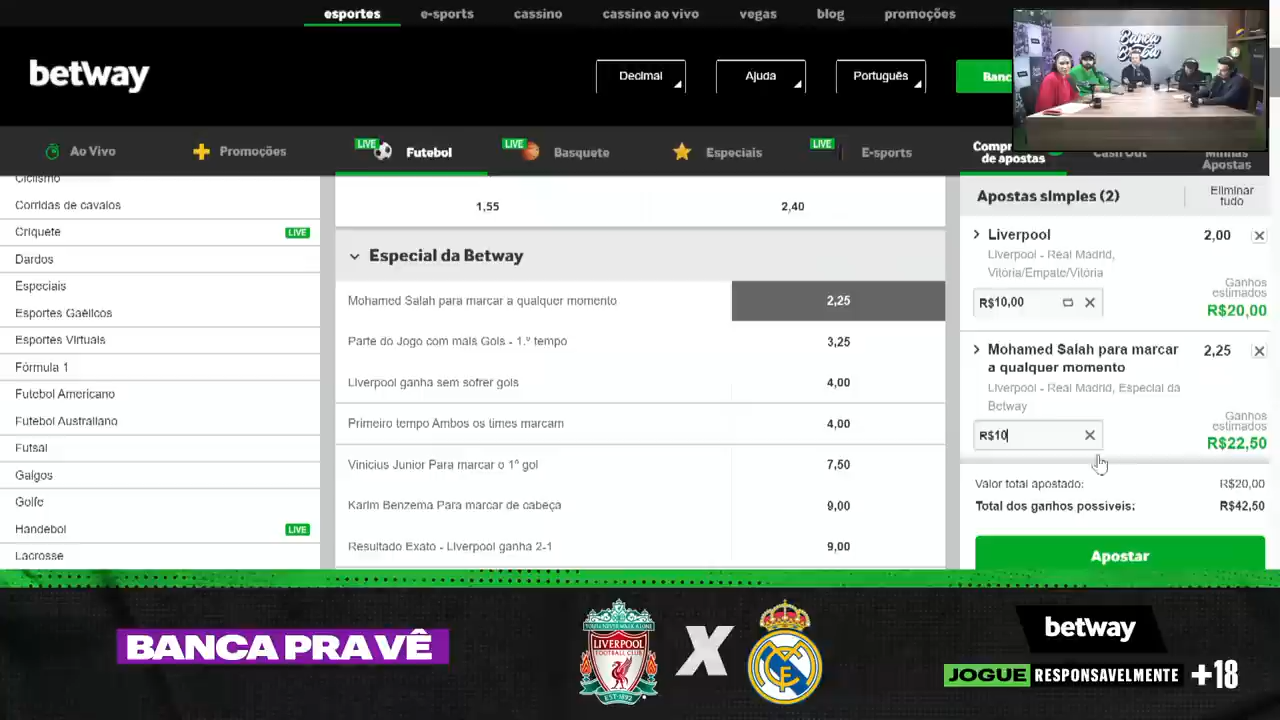 esportes
e-sports
cassino
cassino ao vivo
vegas
blog
promoções
betway
Decimal
Ajuda
Português
Banc
Ao Vivo
Promoções
LIVE
Futebol
LIVE
Basquete
Especiais
LIVE
E-sports
de apostas
Cash Out
Minhas
Apostas
Ciclismo
Corridas de cavalos
Críquete
LIVE
Dardos
Especiais
Esportes Gaélicos
Esportes Virtuais
Fórmula 1
Futebol Americano
Futebol Australiano
Futsal
Galgos
Golfe
Handebol
LIVE
Lacrosse
1,55
2,40
Especial da Betway
Mohamed Salah para marcar a qualquer momento
2,25
Parte do Jogo com mais Gols - 1.º tempo
3,25
Liverpool ganha sem sofrer gols
4,00
Primeiro tempo Ambos os times marcam
4,00
Vinicius Junior Para marcar o 1º gol
7,50
Karim Benzema Para marcar de cabeça
9,00
Resultado Exato - Liverpool ganha 2-1
9,00
Apostas simples (2)
Eliminar
tudo
Liverpool
2,00
Liverpool - Real Madrid,
Vitória/Empate/Vitória
Ganhos
estimados
R$10,00
R$20,00
Mohamed Salah para marcar
a qualquer momento
2,25
Liverpool - Real Madrid, Especial da
Betway
Ganhos
estimados
R$10
R$22,50
Valor total apostado:
R$20,00
Total dos ganhos possíveis:
R$42,50
Apostar
BANCA PRA VÊ
LIVERPOOL
FOOTBALL CLUB
X
betway
JOGUE RESPONSAVELMENTE +18